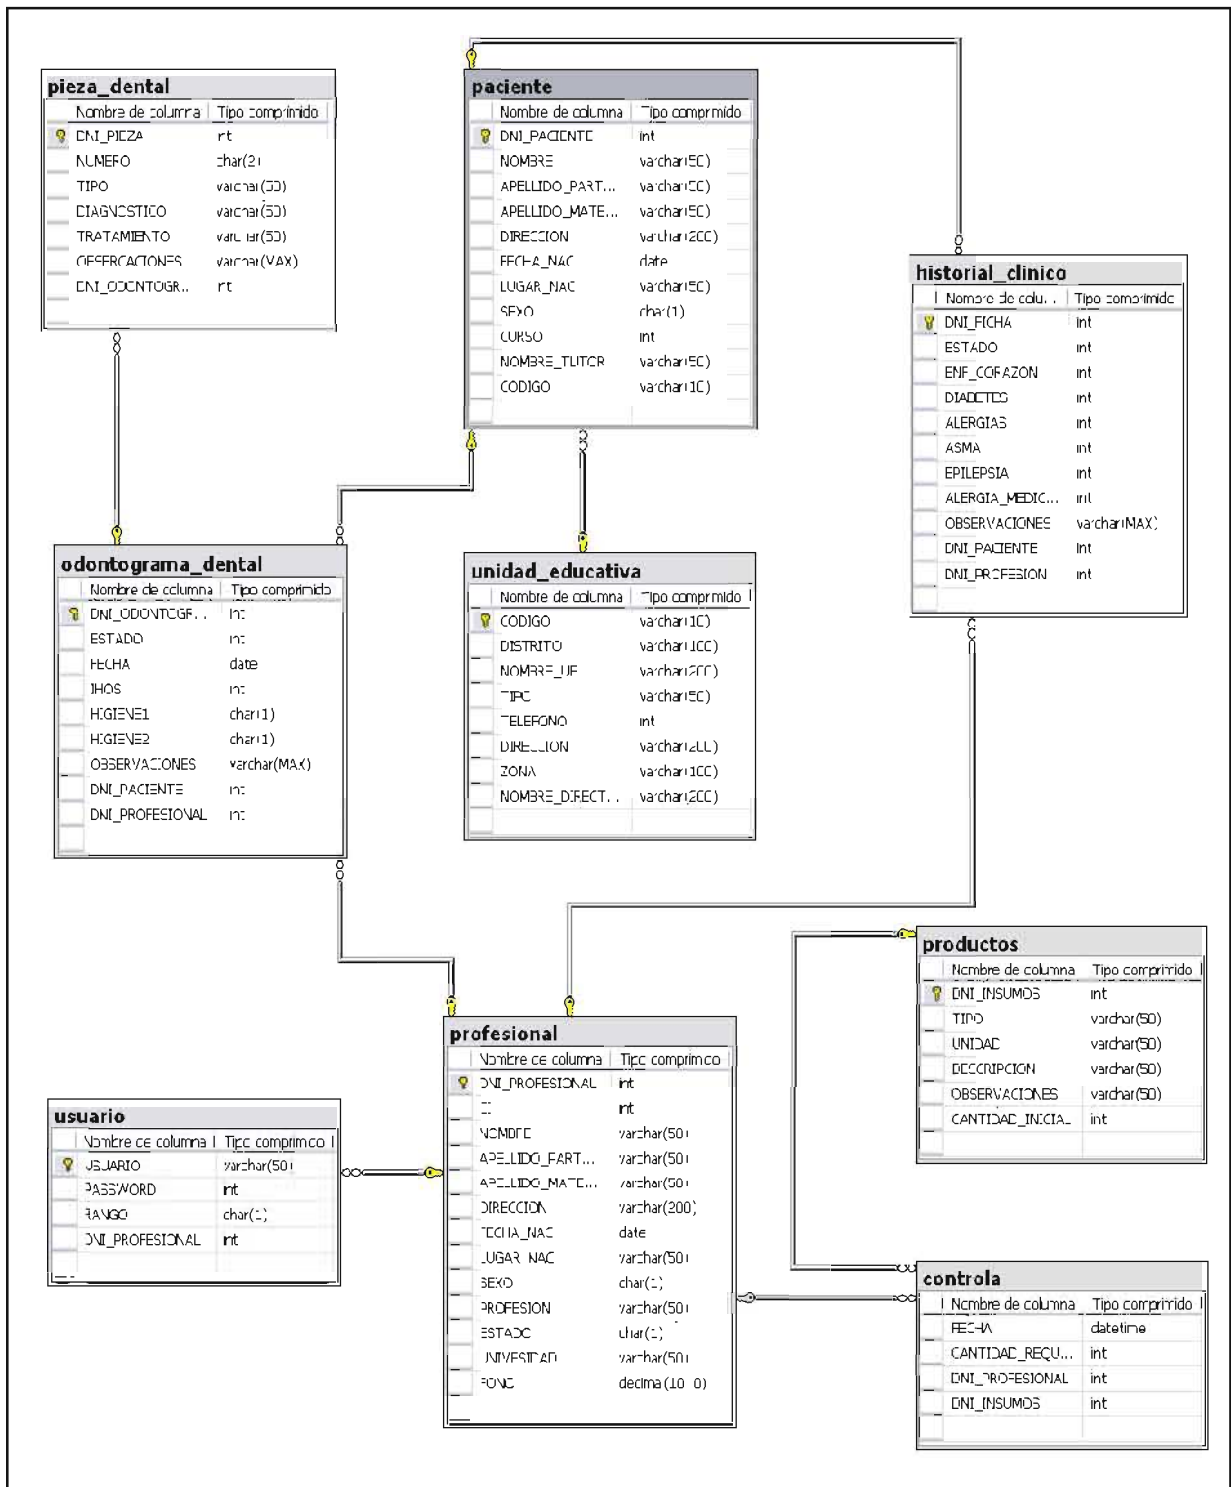 pieza_dental
Nombre de columna Tipo comprimido
DNI_PIEZA int
NUMERO char(2)
TIPO varchar(50)
DIAGNOSTICO varchar(50)
TRATAMIENTO varchar(50)
OBSERCACIONES varchar(MAX)
DNI_ODONTOGR... int
paciente
Nombre de columna Tipo comprimido
DNI_PACIENTE int
NOMBRE varchar(50)
APELLIDO_PART... varchar(50)
APELLIDO_MATE... varchar(50)
DIRECCION varchar(200)
FECHA_NAC date
LUGAR_NAC varchar(50)
SEXO char(1)
CURSO int
NOMBRE_TUTOR varchar(50)
CODIGO varchar(10)
historial_clinico
Nombre de colu... Tipo comprimido
DNI_FICHA int
ESTADO int
ENF_CORAZON int
DIABETES int
ALERGIAS int
ASMA int
EPILEPSIA int
ALERGIA_MEDIC... int
OBSERVACIONES varchar(MAX)
DNI_PACIENTE int
DNI_PROFESION int
odontograma_dental
Nombre de columna Tipo comprimido
DNI_ODONTOGR... int
ESTADO int
FECHA date
IHOS int
HIGIENE1 char(1)
HIGIENE2 char(1)
OBSERVACIONES varchar(MAX)
DNI_PACIENTE int
DNI_PROFESIONAL int
unidad_educativa
Nombre de columna Tipo comprimido
CODIGO varchar(10)
DISTRITO varchar(100)
NOMBRE_UE varchar(200)
TIPO varchar(50)
TELEFONO int
DIRECCION varchar(200)
ZONA varchar(100)
NOMBRE_DIRECT... varchar(200)
productos
Nombre de columna Tipo comprimido
DNI_INSUMOS int
TIPO varchar(50)
UNIDAD varchar(50)
DESCRIPCION varchar(50)
OBSERVACIONES varchar(50)
CANTIDAD_INICIAL int
profesional
Nombre de columna Tipo comprimido
DNI_PROFESIONAL int
CI int
NOMBRE varchar(50)
APELLIDO_PART... varchar(50)
APELLIDO_MATE... varchar(50)
DIRECCION varchar(200)
FECHA_NAC date
LUGAR_NAC varchar(50)
SEXO char(1)
PROFESION varchar(50)
ESTADO char(1)
UNIVESIDAD varchar(50)
FONO decimal(10, 0)
usuario
Nombre de columna Tipo comprimido
USUARIO varchar(50)
PASSWORD int
RANGO char(1)
DNI_PROFESIONAL int
controla
Nombre de columna Tipo comprimido
FECHA datetime
CANTIDAD_REQU... int
DNI_PROFESIONAL int
DNI_INSUMOS int